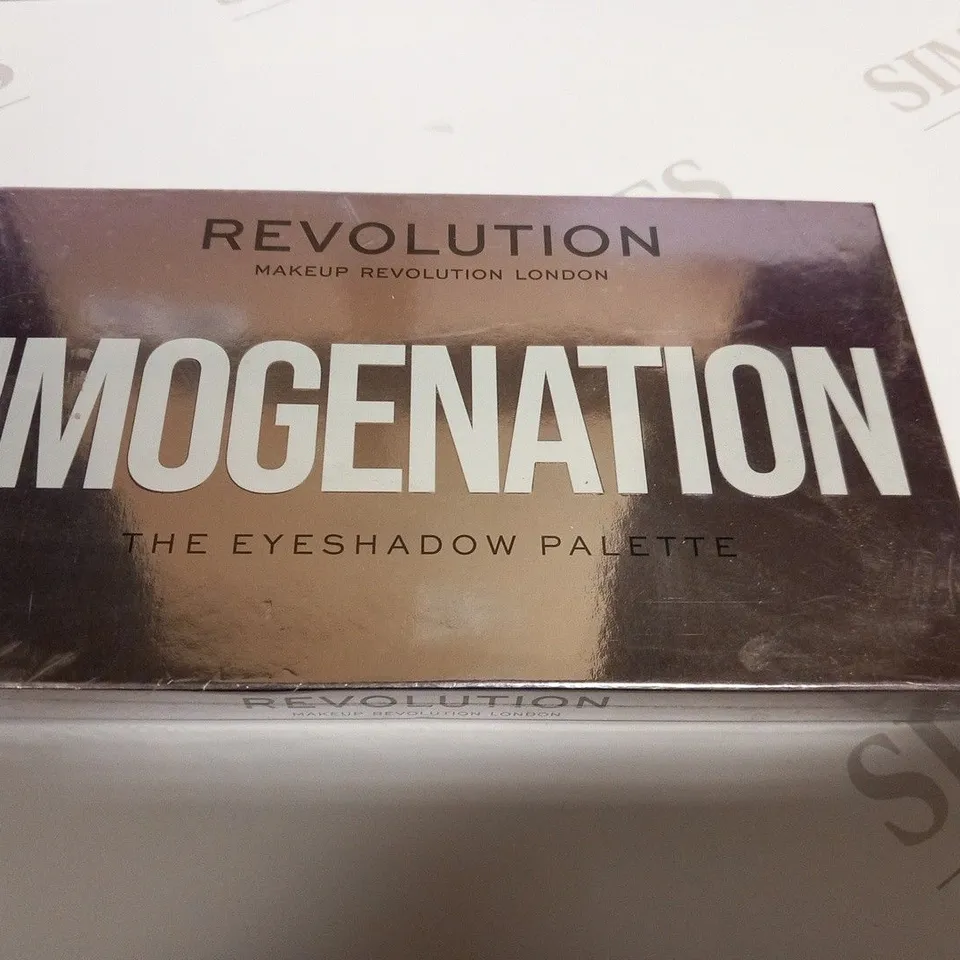 REVOLUTION
MAKEUP REVOLUTION LONDON
IMOGENATION
THE EYESHADOW PALETTE
REVOLUTION
MAKEUP REVOLUTION LONDON